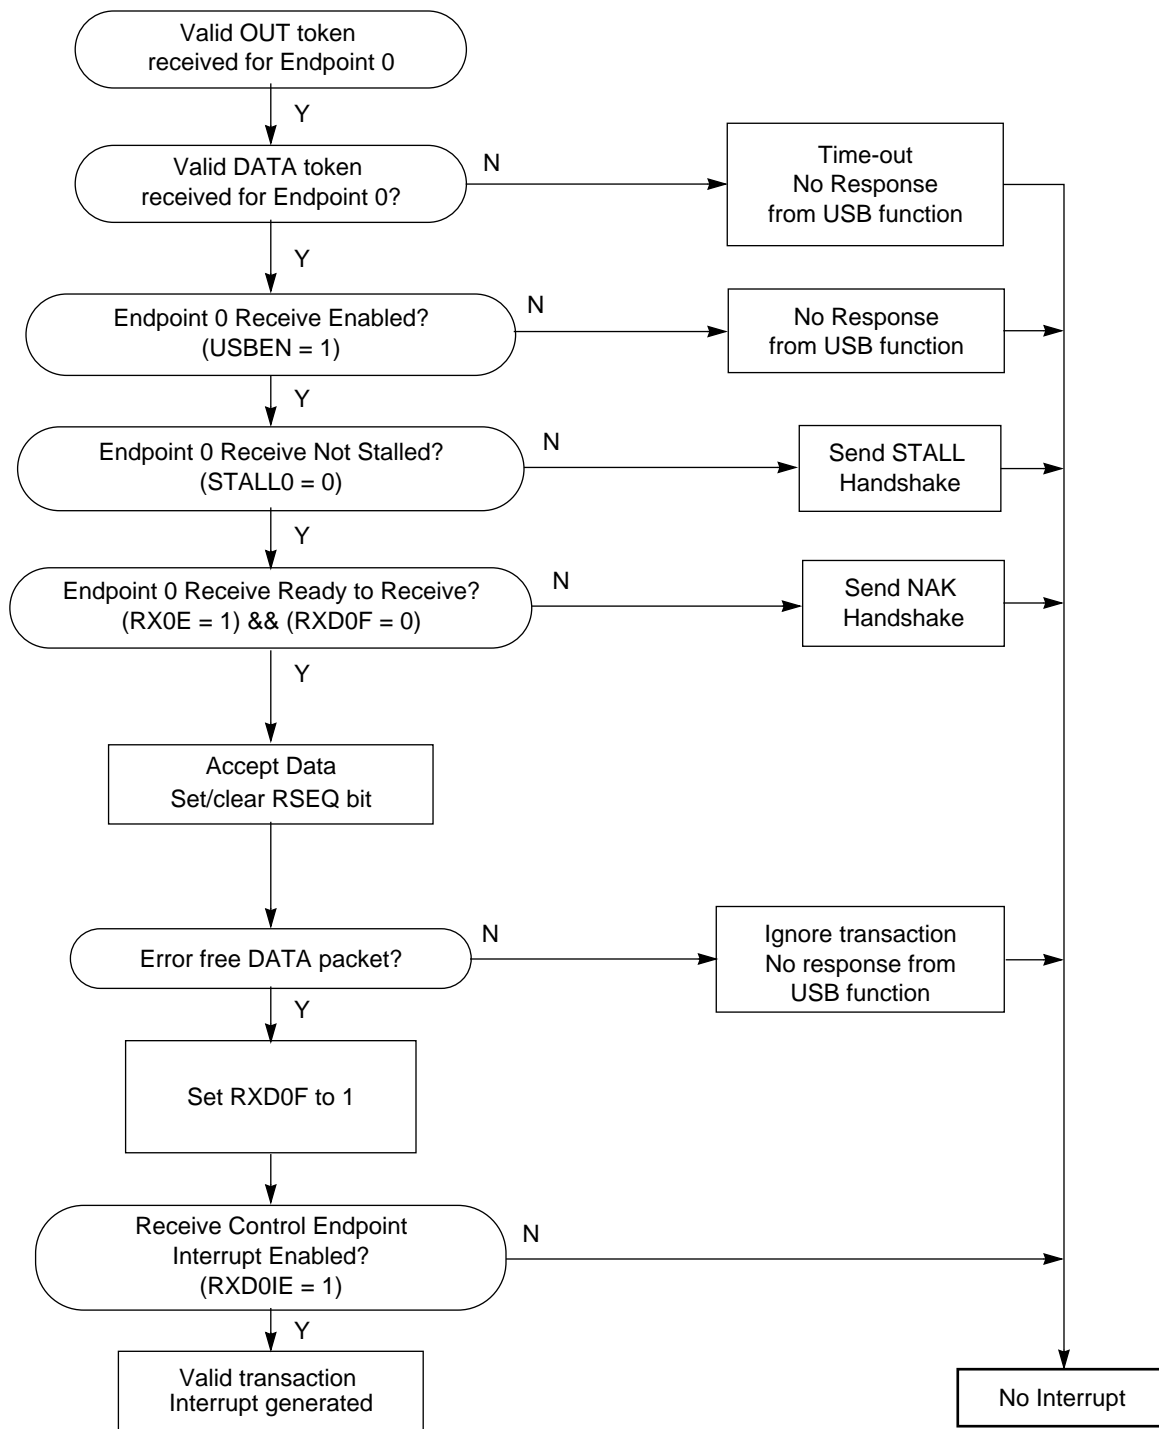 Valid OUT token
received for Endpoint 0
Y
Valid DATA token
received for Endpoint 0?
N
Time-out
No Response
from USB function
Y
Endpoint 0 Receive Enabled?
(USBEN = 1)
N
No Response
from USB function
Y
Endpoint 0 Receive Not Stalled?
(STALL0 = 0)
N
Send STALL
Handshake
Y
Endpoint 0 Receive Ready to Receive?
(RX0E = 1) && (RXD0F = 0)
N
Send NAK
Handshake
Y
Accept Data
Set/clear RSEQ bit
Error free DATA packet?
N
Ignore transaction
No response from
USB function
Y
Set RXD0F to 1
Receive Control Endpoint
Interrupt Enabled?
(RXD0IE = 1)
N
Y
Valid transaction
Interrupt generated
No Interrupt